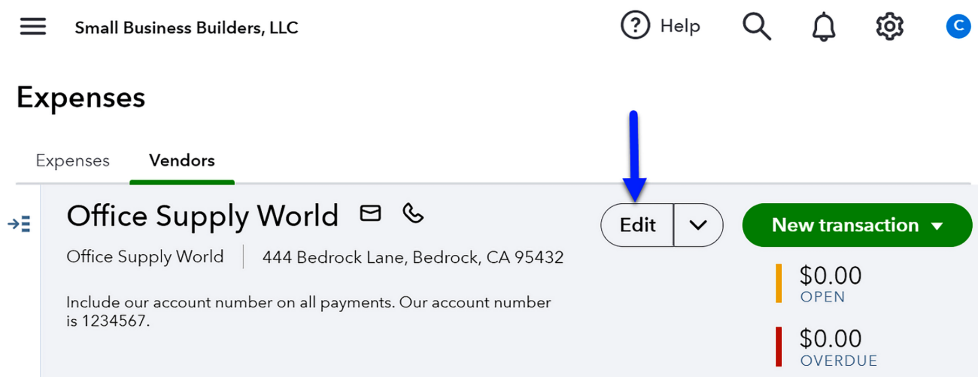 Small Business Builders, LLC
Help
C
Expenses
Expenses
Vendors
Office Supply World
Edit
New transaction
Office Supply World
444 Bedrock Lane, Bedrock, CA 95432
Include our account number on all payments. Our account number
is 1234567.
$0.00
OPEN
$0.00
OVERDUE